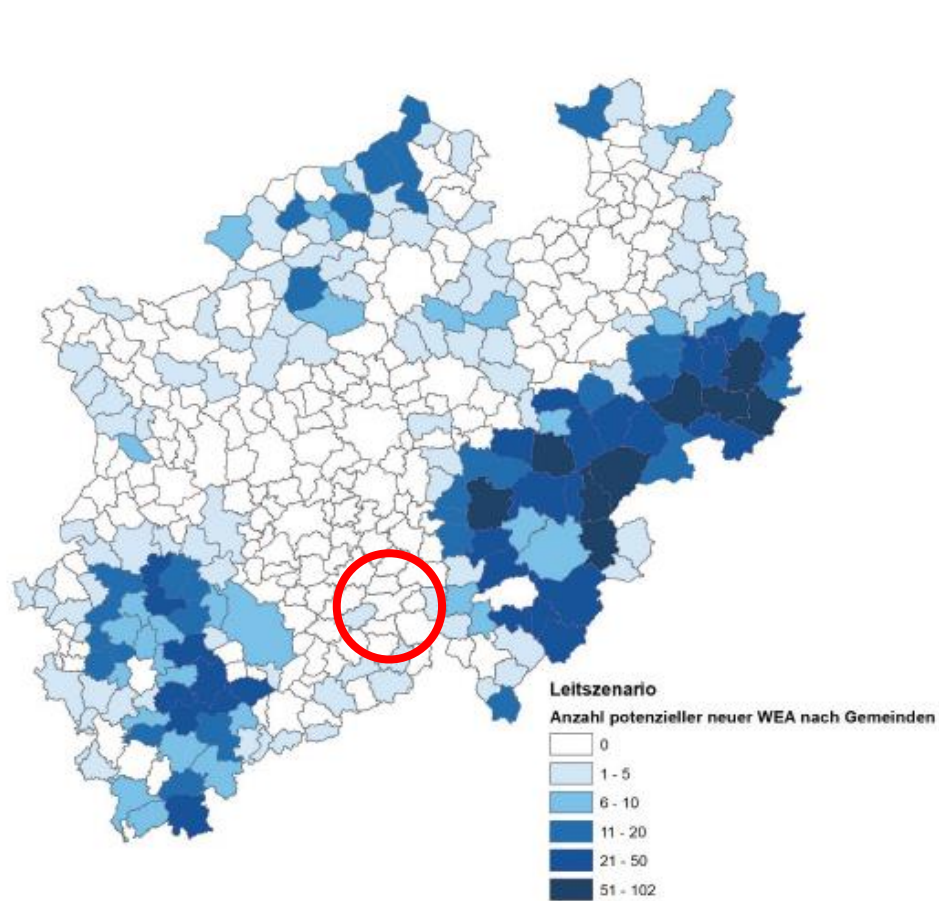 Leitszenario
Anzahl potenzieller neuer WEA nach Gemeinden
0
1 - 5
6 - 10
11 - 20
21 - 50
51 - 102